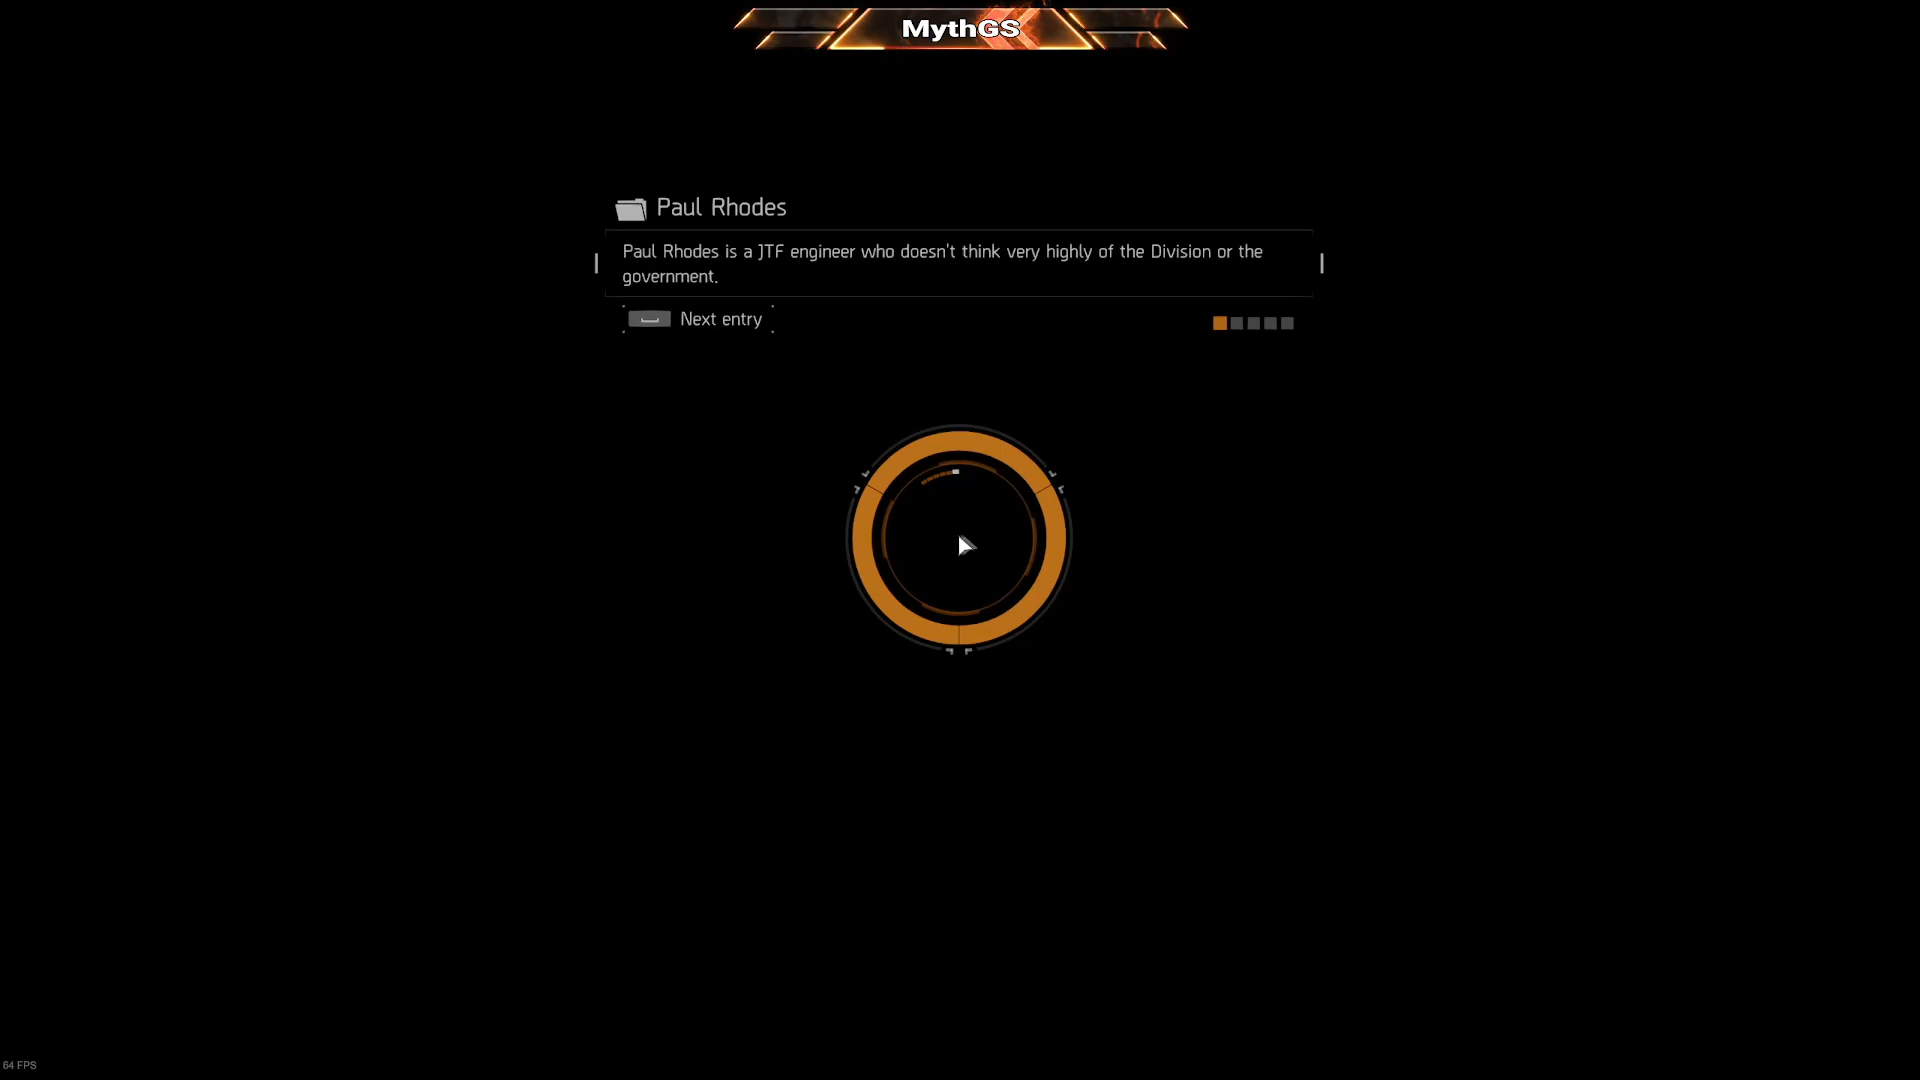 MythGS
Paul Rhodes
Paul Rhodes is a JTF engineer who doesn't think very highly of the Division or the
government.
Next entry
64 FPS